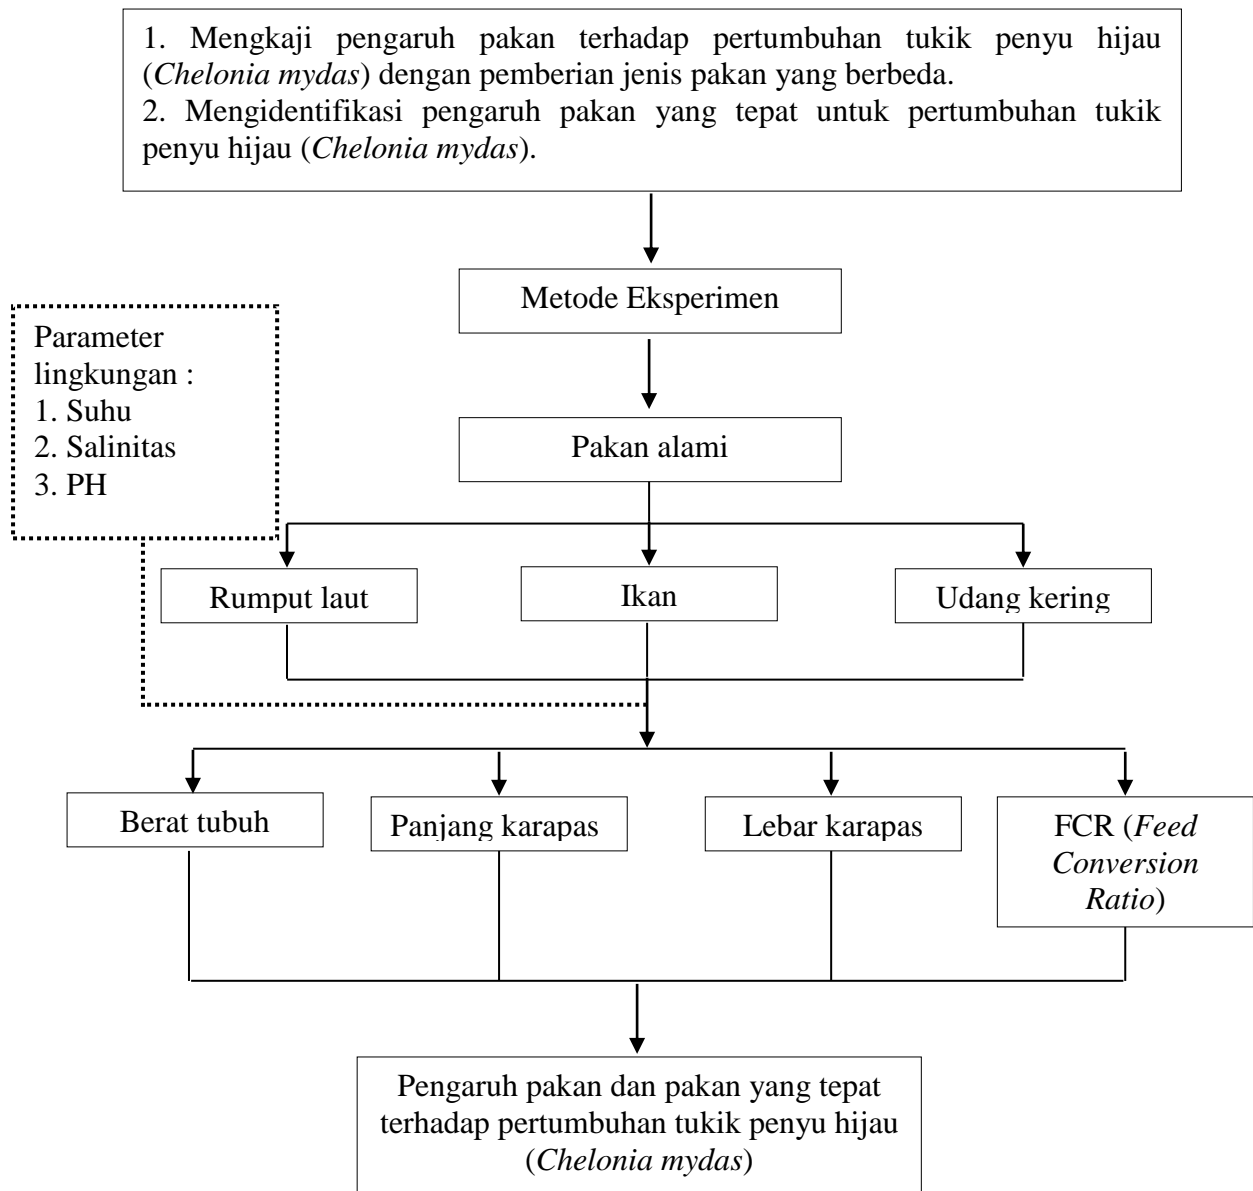 1. Mengkaji pengaruh pakan terhadap pertumbuhan tukik penyu hijau
(Chelonia mydas) dengan pemberian jenis pakan yang berbeda.
2. Mengidentifikasi pengaruh pakan yang tepat untuk pertumbuhan tukik
penyu hijau (Chelonia mydas).
Metode Eksperimen
Parameter
lingkungan :
1. Suhu
2. Salinitas
3. PH
Pakan alami
Rumput laut
Ikan
Udang kering
Berat tubuh
Panjang karapas
Lebar karapas
FCR (Feed
Conversion
Ratio)
Pengaruh pakan dan pakan yang tepat
terhadap pertumbuhan tukik penyu hijau
(Chelonia mydas)